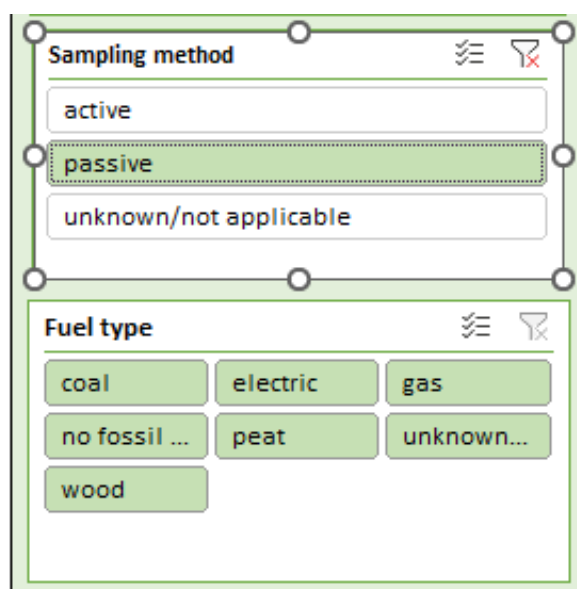 Sampling method
active
passive
unknown/not applicable
Fuel type
coal electric gas
no fossil ... peat unknown...
wood